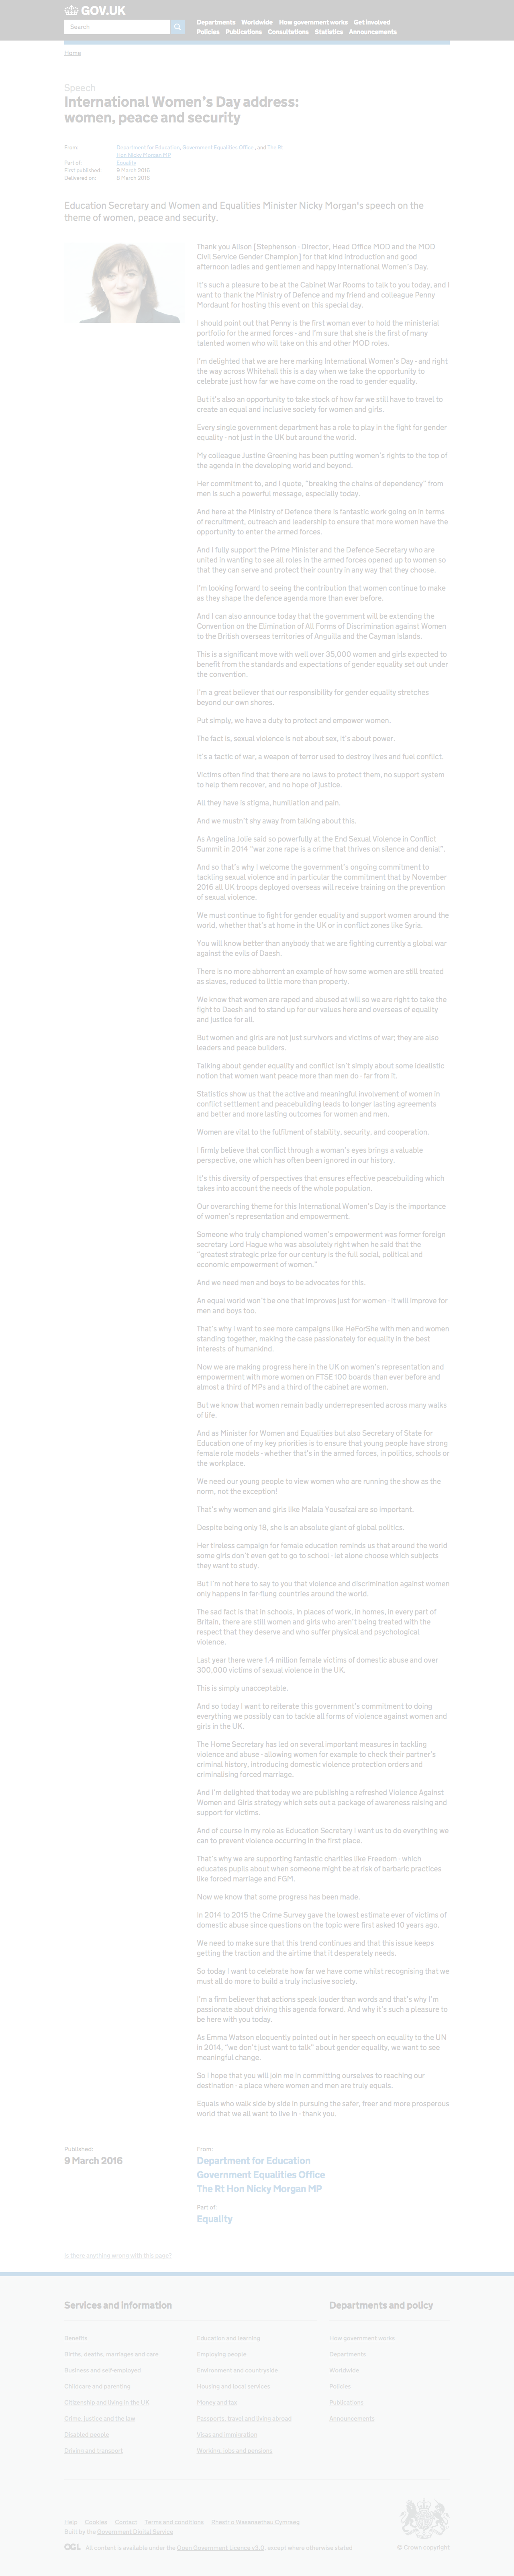 GOV.UK
Search
Departments Worldwide How government works Get involved
Policies Publications Consultations Statistics Announcements
Home
Speech
International Women's Day address:
women, peace and security
From: Department for Education, Government Equalities Office, and The Rt
Hon Nicky Morgan MP
Part of: Equality
First published: 9 March 2016
Delivered on: 8 March 2016
Education Secretary and Women and Equalities Minister Nicky Morgan's speech on the
theme of women, peace and security.
Thank you Alison [Stephenson - Director, Head Office MOD and the MOD
Civil Service Gender Champion] for that kind introduction and good
afternoon ladies and gentlemen and happy International Women's Day.
It's such a pleasure to be at the Cabinet War Rooms to talk to you today, and I
want to thank the Ministry of Defence and my friend and colleague Penny
Mordaunt for hosting this event on this special day.
I should point out that Penny is the first woman ever to hold the ministerial
portfolio for the armed forces - and I'm sure that she is the first of many
talented women who will take on this and other MOD roles.
I'm delighted that we are here marking International Women's Day - and right
the way across Whitehall this is a day when we take the opportunity to
celebrate just how far we have come on the road to gender equality.
But it's also an opportunity to take stock of how far we still have to travel to
create an equal and inclusive society for women and girls.
Every single government department has a role to play in the fight for gender
equality - not just in the UK but around the world.
My colleague Justine Greening has been putting women's rights to the top of
the agenda in the developing world and beyond.
Her commitment to, and I quote, "breaking the chains of dependency" from
men is such a powerful message, especially today.
And here at the Ministry of Defence there is fantastic work going on in terms
of recruitment, outreach and leadership to ensure that more women have the
opportunity to enter the armed forces.
And I fully support the Prime Minister and the Defence Secretary who are
united in wanting to see all roles in the armed forces opened up to women so
that they can serve and protect their country in any way that they choose.
I'm looking forward to seeing the contribution that women continue to make
as they shape the defence agenda more than ever before.
And I can also announce today that the government will be extending the
Convention on the Elimination of All Forms of Discrimination against Women
to the British overseas territories of Anguilla and the Cayman Islands.
This is a significant move with well over 35,000 women and girls expected to
benefit from the standards and expectations of gender equality set out under
the convention.
I'm a great believer that our responsibility for gender equality stretches
beyond our own shores.
Put simply, we have a duty to protect and empower women.
The fact is, sexual violence is not about sex, it's about power.
It's a tactic of war, a weapon of terror used to destroy lives and fuel conflict.
Victims often find that there are no laws to protect them, no support system
to help them recover, and no hope of justice.
All they have is stigma, humiliation and pain.
And we mustn't shy away from talking about this.
As Angelina Jolie said so powerfully at the End Sexual Violence in Conflict
Summit in 2014 "war zone rape is a crime that thrives on silence and denial".
And so that's why I welcome the government's ongoing commitment to
tackling sexual violence and in particular the commitment that by November
2016 all UK troops deployed overseas will receive training on the prevention
of sexual violence.
We must continue to fight for gender equality and support women around the
world, whether that's at home in the UK or in conflict zones like Syria.
You will know better than anybody that we are fighting currently a global war
against the evils of Daesh.
There is no more abhorrent an example of how some women are still treated
as slaves, reduced to little more than property.
We know that women are raped and abused at will so we are right to take the
fight to Daesh and to stand up for our values here and overseas of equality
and justice for all.
But women and girls are not just survivors and victims of war; they are also
leaders and peace builders.
Talking about gender equality and conflict isn't simply about some idealistic
notion that women want peace more than men do - far from it.
Statistics show us that the active and meaningful involvement of women in
conflict settlement and peacebuilding leads to longer lasting agreements
and better and more lasting outcomes for women and men.
Women are vital to the fulfilment of stability, security, and cooperation.
I firmly believe that conflict through a woman's eyes brings a valuable
perspective, one which has often been ignored in our history.
It's this diversity of perspectives that ensures effective peacebuilding which
takes into account the needs of the whole population.
Our overarching theme for this International Women's Day is the importance
of women's representation and empowerment.
Someone who truly championed women's empowerment was former foreign
secretary Lord Hague who was absolutely right when he said that the
"greatest strategic prize for our century is the full social, political and
economic empowerment of women."
And we need men and boys to be advocates for this.
An equal world won't be one that improves just for women - it will improve for
men and boys too.
That's why I want to see more campaigns like HeForShe with men and women
standing together, making the case passionately for equality in the best
interests of humankind.
Now we are making progress here in the UK on women's representation and
empowerment with more women on FTSE 100 boards than ever before and
almost a third of MPs and a third of the cabinet are women.
But we know that women remain badly underrepresented across many walks
of life.
And as Minister for Women and Equalities but also Secretary of State for
Education one of my key priorities is to ensure that young people have strong
female role models - whether that's in the armed forces, in politics, schools or
the workplace.
We need our young people to view women who are running the show as the
norm, not the exception!
That's why women and girls like Malala Yousafzai are so important.
Despite being only 18, she is an absolute giant of global politics.
Her tireless campaign for female education reminds us that around the world
some girls don't even get to go to school - let alone choose which subjects
they want to study.
But I'm not here to say to you that violence and discrimination against women
only happens in far-flung countries around the world.
The sad fact is that in schools, in places of work, in homes, in every part of
Britain, there are still women and girls who aren't being treated with the
respect that they deserve and who suffer physical and psychological
violence.
Last year there were 1.4 million female victims of domestic abuse and over
300,000 victims of sexual violence in the UK.
This is simply unacceptable.
And so today I want to reiterate this government's commitment to doing
everything we possibly can to tackle all forms of violence against women and
girls in the UK.
The Home Secretary has led on several important measures in tackling
violence and abuse - allowing women for example to check their partner's
criminal history, introducing domestic violence protection orders and
criminalising forced marriage.
And I'm delighted that today we are publishing a refreshed Violence Against
Women and Girls strategy which sets out a package of awareness raising and
support for victims.
And of course in my role as Education Secretary I want us to do everything we
can to prevent violence occurring in the first place.
That's why we are supporting fantastic charities like Freedom - which
educates pupils about when someone might be at risk of barbaric practices
like forced marriage and FGM.
Now we know that some progress has been made.
In 2014 to 2015 the Crime Survey gave the lowest estimate ever of victims of
domestic abuse since questions on the topic were first asked 10 years ago.
We need to make sure that this trend continues and that this issue keeps
getting the traction and the airtime that it desperately needs.
So today I want to celebrate how far we have come whilst recognising that we
must all do more to build a truly inclusive society.
I'm a firm believer that actions speak louder than words and that's why I'm
passionate about driving this agenda forward. And why it's such a pleasure to
be here with you today.
As Emma Watson eloquently pointed out in her speech on equality to the UN
in 2014, "we don't just want to talk" about gender equality, we want to see
meaningful change.
So I hope that you will join me in committing ourselves to reaching our
destination - a place where women and men are truly equals.
Equals who walk side by side in pursuing the safer, freer and more prosperous
world that we all want to live in - thank you.
Published:
9 March 2016
From:
Department for Education
Government Equalities Office
The Rt Hon Nicky Morgan MP
Part of:
Equality
Is there anything wrong with this page?
Services and information
Benefits
Births, deaths, marriages and care
Business and self-employed
Childcare and parenting
Citizenship and living in the UK
Crime, justice and the law
Disabled people
Driving and transport
Education and learning
Employing people
Environment and countryside
Housing and local services
Money and tax
Passports, travel and living abroad
Visas and immigration
Working, jobs and pensions
Departments and policy
How government works
Departments
Worldwide
Policies
Publications
Announcements
Help Cookies Contact Terms and conditions Rhestr o Wasanaethau Cymraeg
Built by the Government Digital Service
OGL All content is available under the Open Government Licence v3.0, except where otherwise stated
© Crown copyright